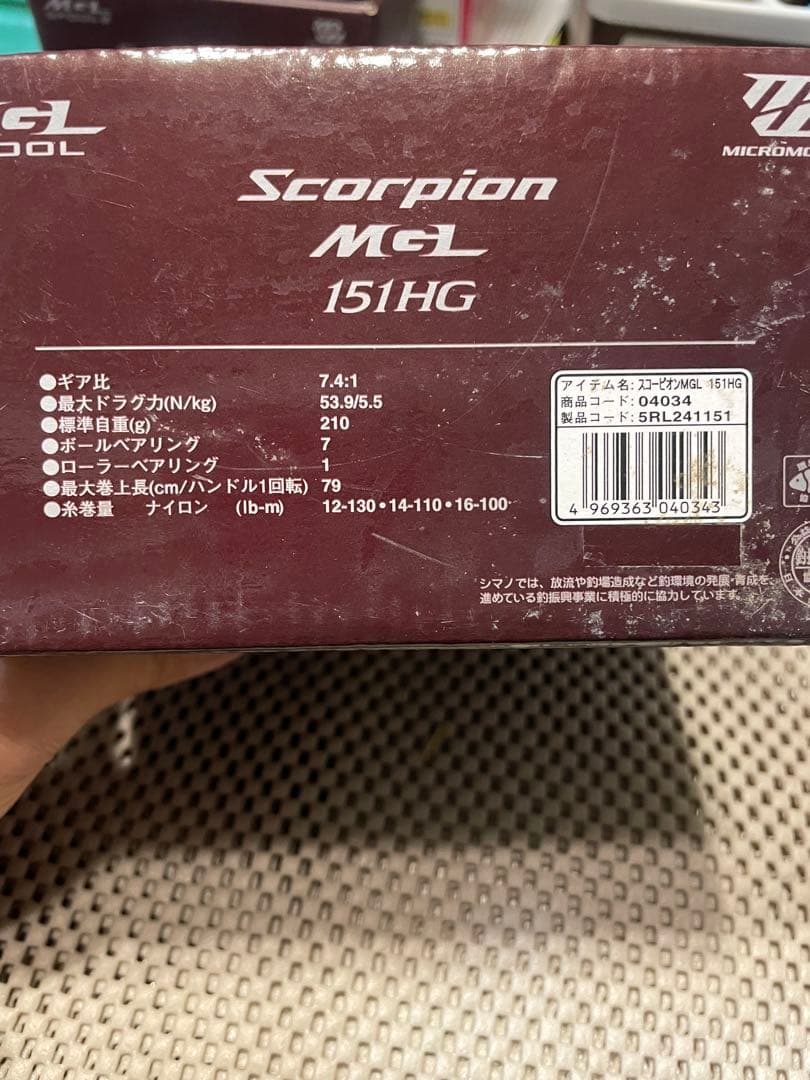 MGL
GL
OOL
MICROMO
Scorpion
MGL
151HG
●ギア比 7.4:1
●最大ドラグ力(N/kg) 53.9/5.5
●標準自重(g) 210
●ボールベアリング 7
●ローラーベアリング 1
●最大巻上長(cm/ハンドル1回転) 79
●糸巻量 ナイロン (lb-m) 12-130・14-110・16-100
アイテム名: スコーピオンMGL 151HG
商品コード: 04034
製品コード: 5RL241151
4 969363 040343
シマノでは、放流や釣場造成など釣環境の発展・育成を
進めている釣振興事業に積極的に協力しています。